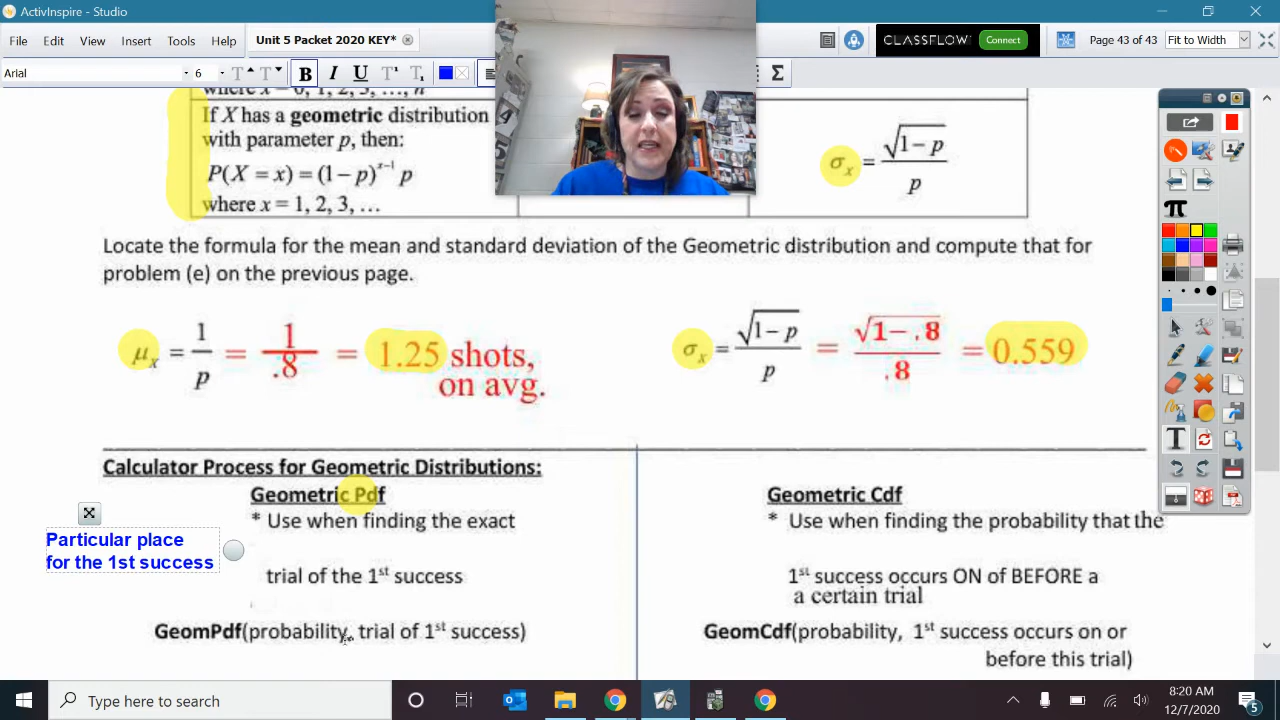 ActivInspire - Studio
File Edit View Insert Tools Help Unit 5 Packet 2020 KEY* CLASSFLOW Connect Page 43 of 43 Fit to Width
Arial 6 B I U T T Σ
where x = 0, 1, 2, 3, …, n
If X has a geometric distribution
with parameter p, then:
P(X = x) = (1 − p)^{x−1} p
where x = 1, 2, 3, …
σₓ = √(1 − p) / p
Locate the formula for the mean and standard deviation of the Geometric distribution and compute that for
problem (e) on the previous page.
μₓ = 1/p = 1/.8 = 1.25 shots,
on avg.
σₓ = √(1 − p) / p = √(1 − .8) / .8 = 0.559
Calculator Process for Geometric Distributions:
Geometric Pdf
* Use when finding the exact
Particular place
for the 1st success
trial of the 1st success
GeomPdf(probability, trial of 1st success)
Geometric Cdf
* Use when finding the probability that the
1st success occurs ON of BEFORE a
a certain trial
GeomCdf(probability, 1st success occurs on or
before this trial)
π
T
Type here to search
8:20 AM
12/7/2020
5